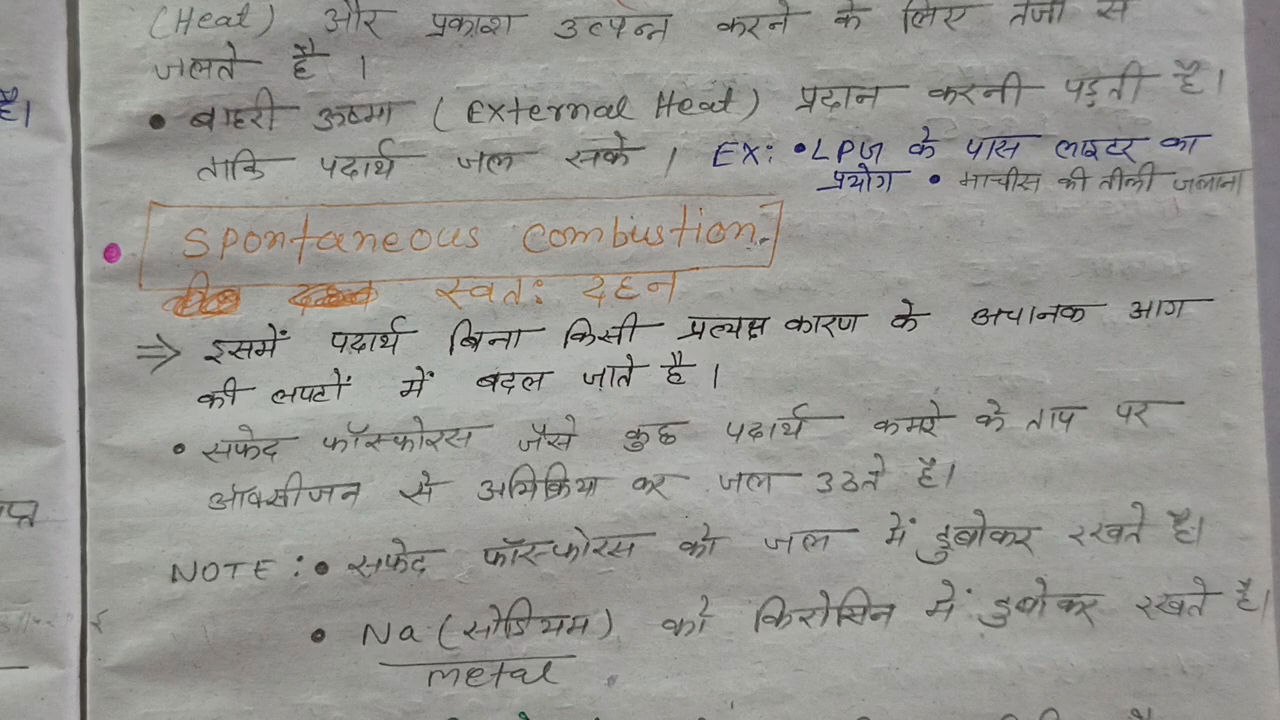 (Heat) और प्रकाश उत्पन्न करने के लिए तेजी से
जलते है ।
• बाहरी ऊष्मा (External Heat) प्रदान करनी पड़ती है।
ताकि पदार्थ जल सके । EX: • LPG के पास लाइटर का
प्रयोग • माचीस की तीली जलाना
Spontaneous combustion
स्वतः दहन
⇒ इसमें पदार्थ बिना किसी प्रत्यक्ष कारण के अचानक आग
की लपटों में बदल जाते है ।
• सफेद फॉस्फोरस जैसे कुछ पदार्थ कमरे के ताप पर
ऑक्सीजन से अभिक्रिया कर जल उठते है।
NOTE : • सफेद फॉस्फोरस को जल में डुबोकर रखते है।
• Na (सोडियम) को किरोसिन में डुबोकर रखते है।
metal
है।